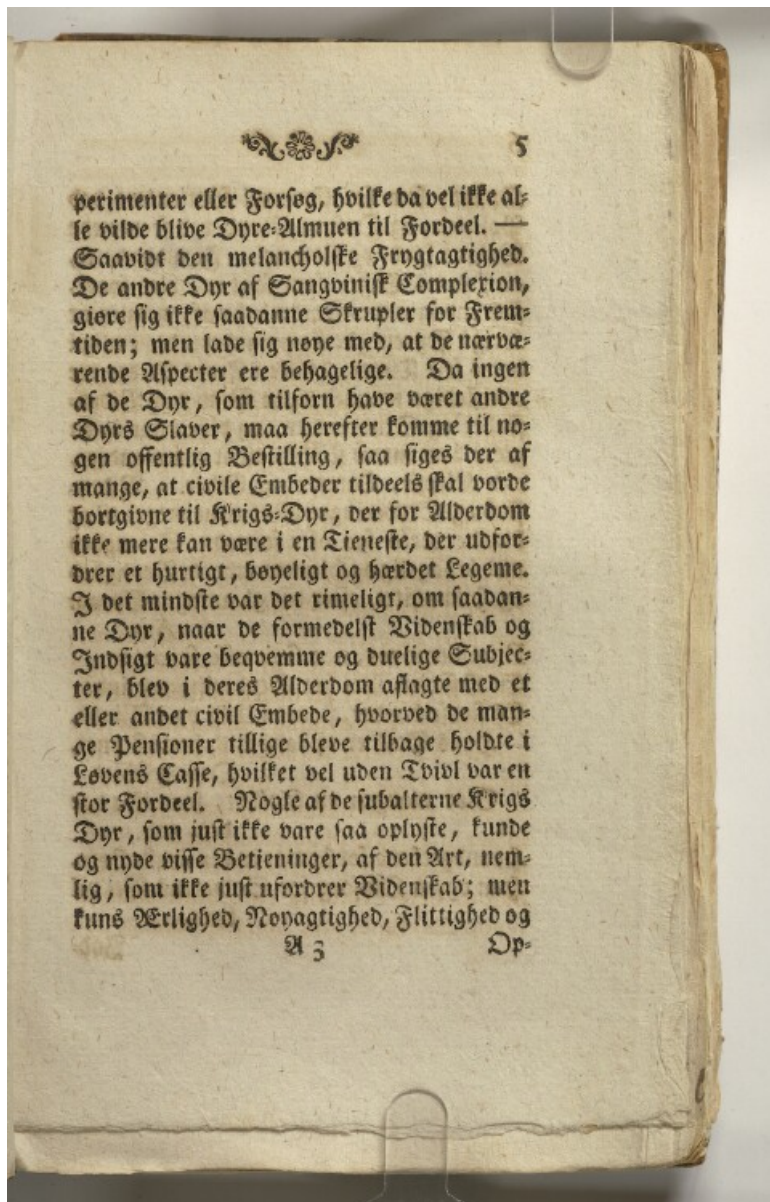 5
perimenter eller Forsøg, hvilke da vel ikke al-
le vilde blive Dyre-Almuen til Fordeel. —
Saavidt den melancholske Frygtagtighed.
De andre Dyr af Sangvinisk Complexion,
giøre sig ikke saadanne Skrupler for Frem-
tiden; men lade sig nøye med, at de nærvæ-
rende Aspecter ere behagelige. Da ingen
af de Dyr, som tilforn have været andre
Dyrs Slaver, maa herefter komme til no-
gen offentlig Bestilling, saa siges der af
mange, at civile Embeder tildeels skal vorde
bortgivne til Krigs-Dyr, der for Alderdom
ikke mere kan være i en Tieneste, der udfor-
drer et hurtigt, bøyeligt og hærdet Legeme.
I det mindste var det rimeligt, om saadan-
ne Dyr, naar de formedelst Videnskab og
Indsigt vare beqvemme og duelige Subjec-
ter, blev i deres Alderdom aflagte med et
eller andet civil Embede, hvorved de man-
ge Pensioner tillige bleve tilbage holdte i
Løvens Casse, hvilket vel uden Tvivl var en
stor Fordeel. Nogle af de subalterne Krigs
Dyr, som just ikke vare saa oplyste, kunde
og nyde visse Betieninger, af den Art, nem-
lig, som ikke just ufordrer Videnskab; men
kuns Ærlighed, Nøyagtighed, Flittighed og
A 3 Op-